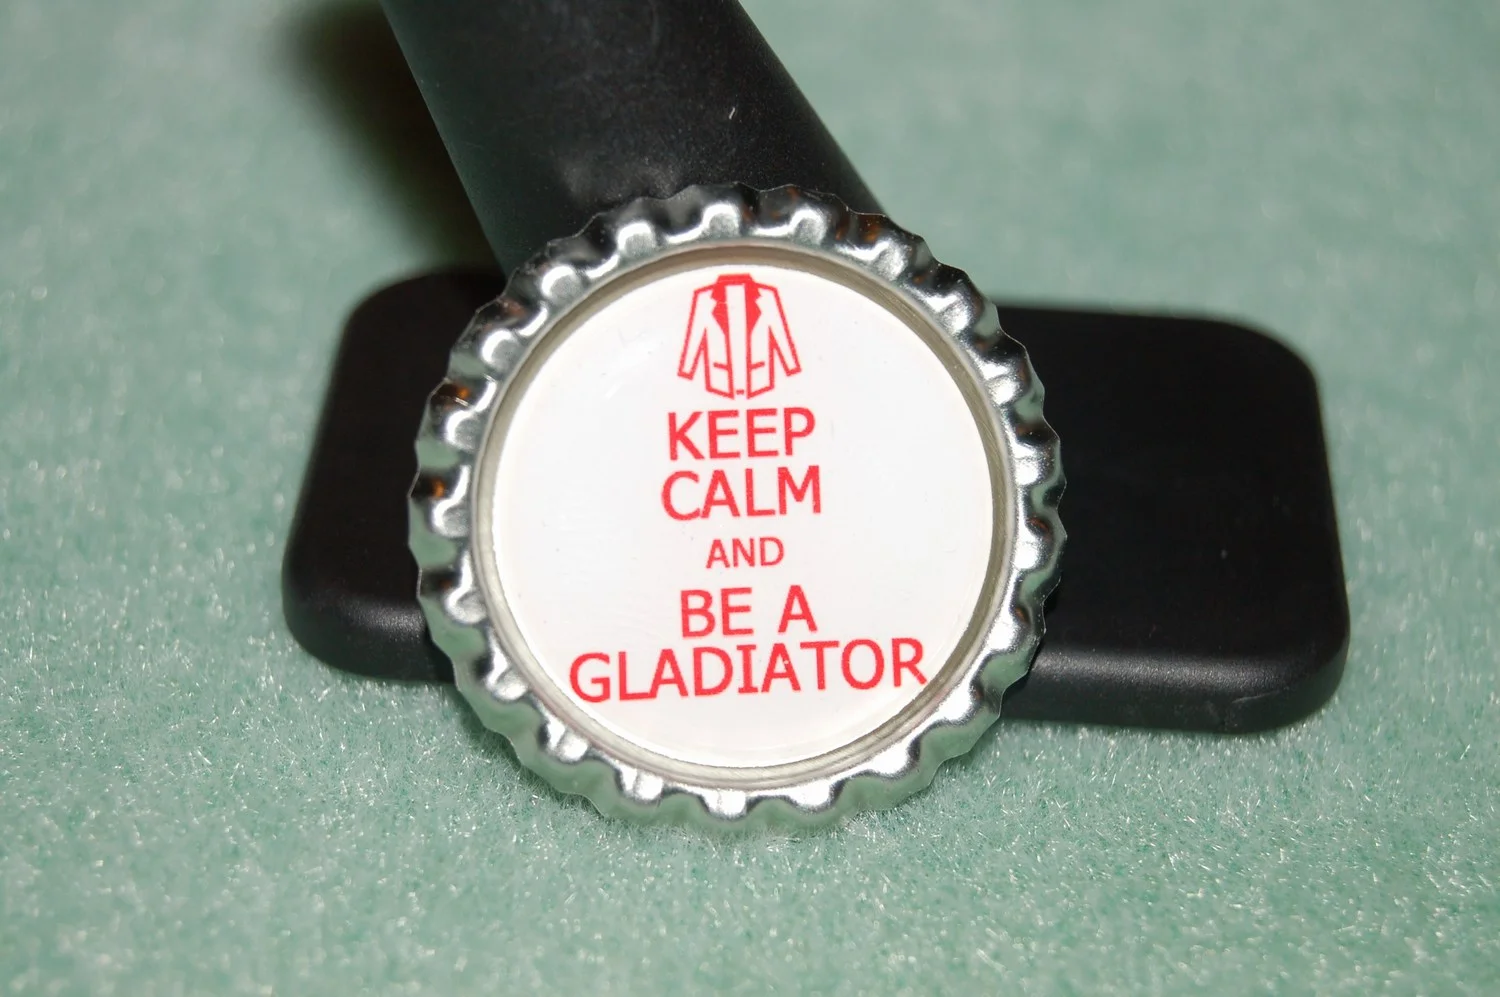 KEEP
CALM
AND
BE A
GLADIATOR